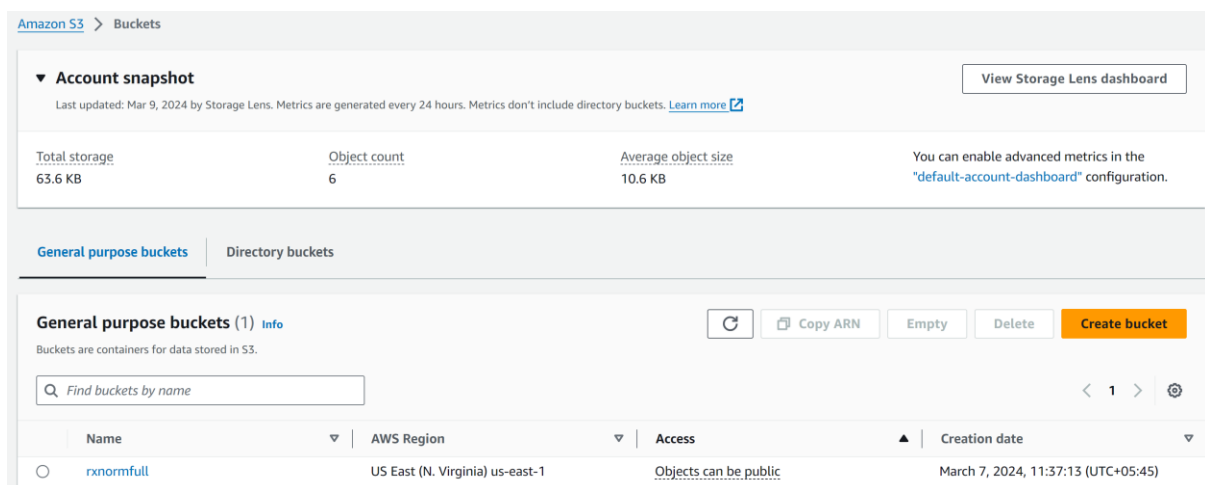 Amazon S3 > Buckets
▼ Account snapshot
View Storage Lens dashboard
Last updated: Mar 9, 2024 by Storage Lens. Metrics are generated every 24 hours. Metrics don't include directory buckets. Learn more
Total storage Object count Average object size You can enable advanced metrics in the
63.6 KB 6 10.6 KB "default-account-dashboard" configuration.
General purpose buckets Directory buckets
General purpose buckets (1) Info Copy ARN Empty Delete Create bucket
Buckets are containers for data stored in S3.
Find buckets by name < 1 >
Name AWS Region Access Creation date
rxnormfull US East (N. Virginia) us-east-1 Objects can be public March 7, 2024, 11:37:13 (UTC+05:45)